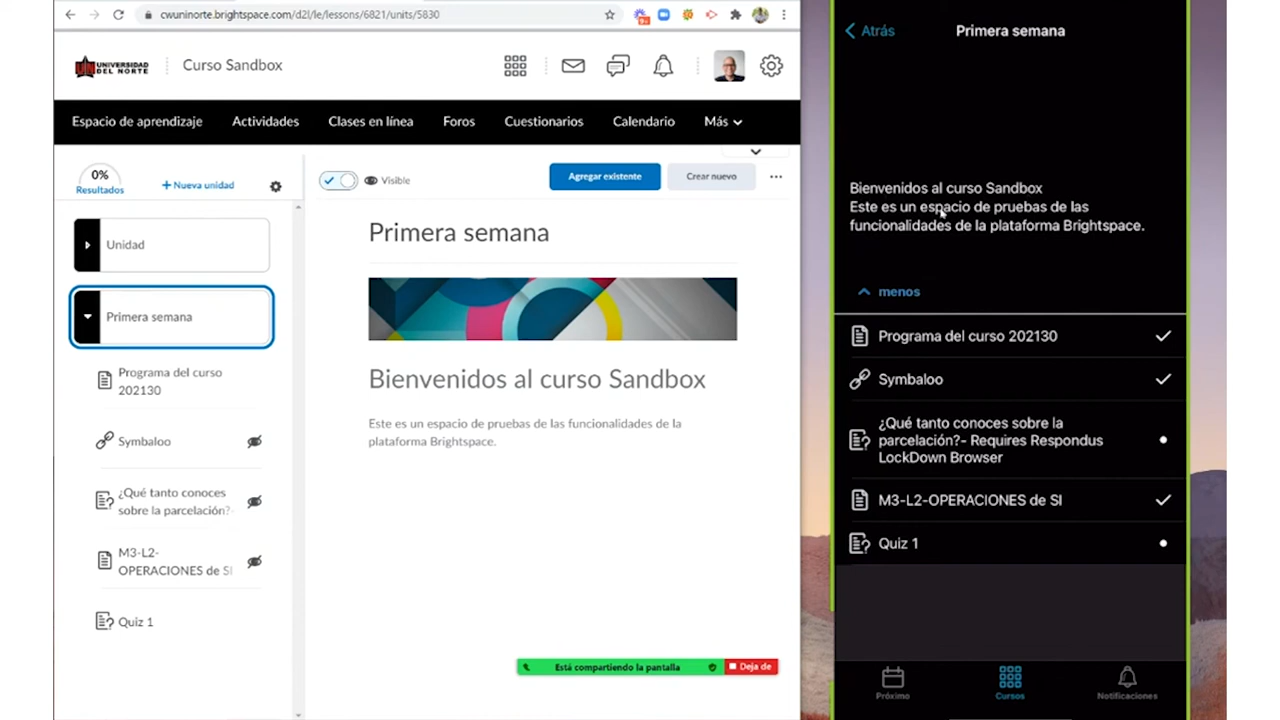 cwuninorte.brightspace.com/d2l/le/lessons/6821/units/5830
UNIVERSIDAD
DEL NORTE
Curso Sandbox
Espacio de aprendizaje
Actividades
Clases en línea
Foros
Cuestionarios
Calendario
Más
0%
Resultados
+ Nueva unidad
Visible
Agregar existente
Crear nuevo
Unidad
Primera semana
Programa del curso
202130
Symbaloo
¿Qué tanto conoces
sobre la parcelación?-
M3-L2-
OPERACIONES de SI
Quiz 1
Primera semana
Bienvenidos al curso Sandbox
Este es un espacio de pruebas de las funcionalidades de la
plataforma Brightspace.
Está compartiendo la pantalla
Deja de
Atrás
Primera semana
Bienvenidos al curso Sandbox
Este es un espacio de pruebas de las
funcionalidades de la plataforma Brightspace.
menos
Programa del curso 202130
Symbaloo
¿Qué tanto conoces sobre la
parcelación?- Requires Respondus
LockDown Browser
M3-L2-OPERACIONES de SI
Quiz 1
Próximo
Cursos
Notificaciones